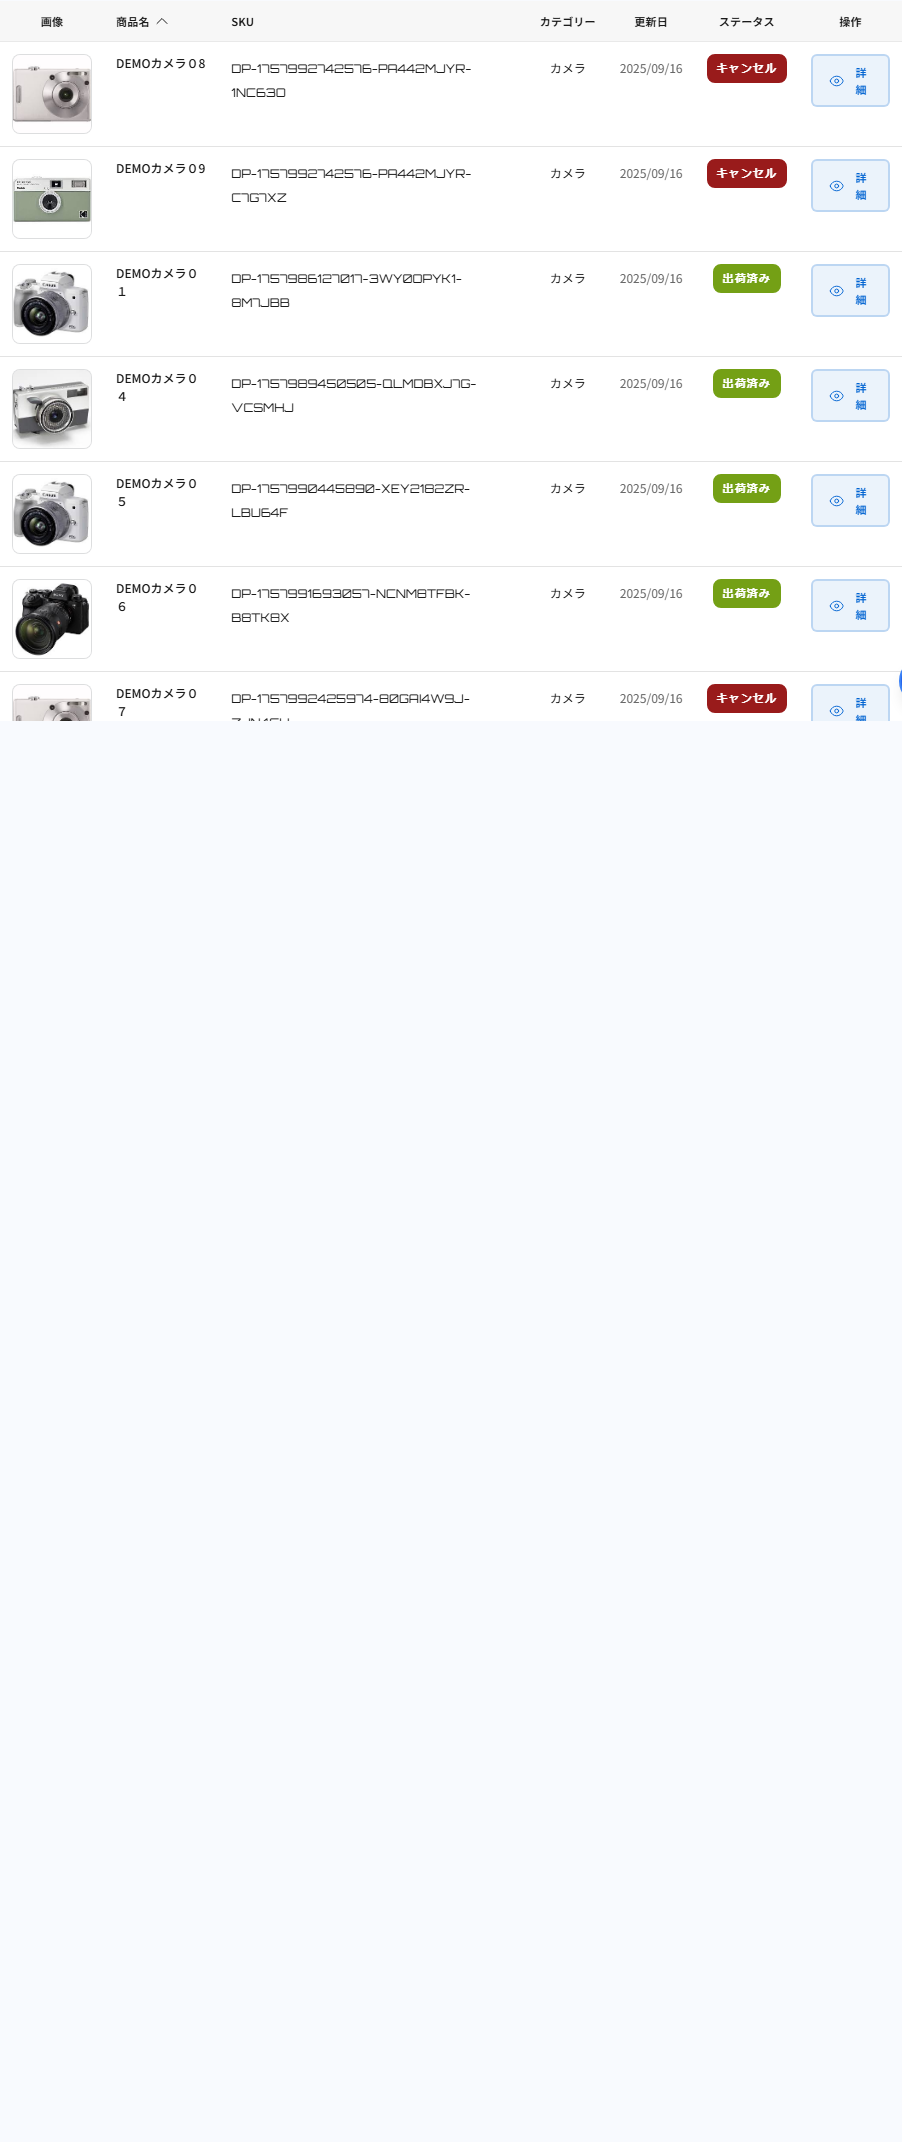 画像 商品名 SKU カテゴリー 更新日 ステータス 操作
DEMOカメラ０8 DP-1757992742576-PA442MJYR- カメラ 2025/09/16 キャンセル 詳
1NC63O 細
DEMOカメラ０9 DP-1757992742576-PA442MJYR- カメラ 2025/09/16 キャンセル 詳
C7G7XZ 細
DEMOカメラ０ DP-1757986127017-3WY0OPYK1- カメラ 2025/09/16 出荷済み 詳
１ 8M7JBB 細
DEMOカメラ０ DP-1757989450505-QLMDBXJ7G- カメラ 2025/09/16 出荷済み 詳
４ VCSMHJ 細
DEMOカメラ０ DP-1757990445890-XEY21B2ZR- カメラ 2025/09/16 出荷済み 詳
５ LBU64F 細
DEMOカメラ０ DP-1757991693057-NCNM8TFBK- カメラ 2025/09/16 出荷済み 詳
６ B8TK8X 細
DEMOカメラ０ DP-1757992425974-80GAI4W9J- カメラ 2025/09/16 キャンセル 詳
７ 細